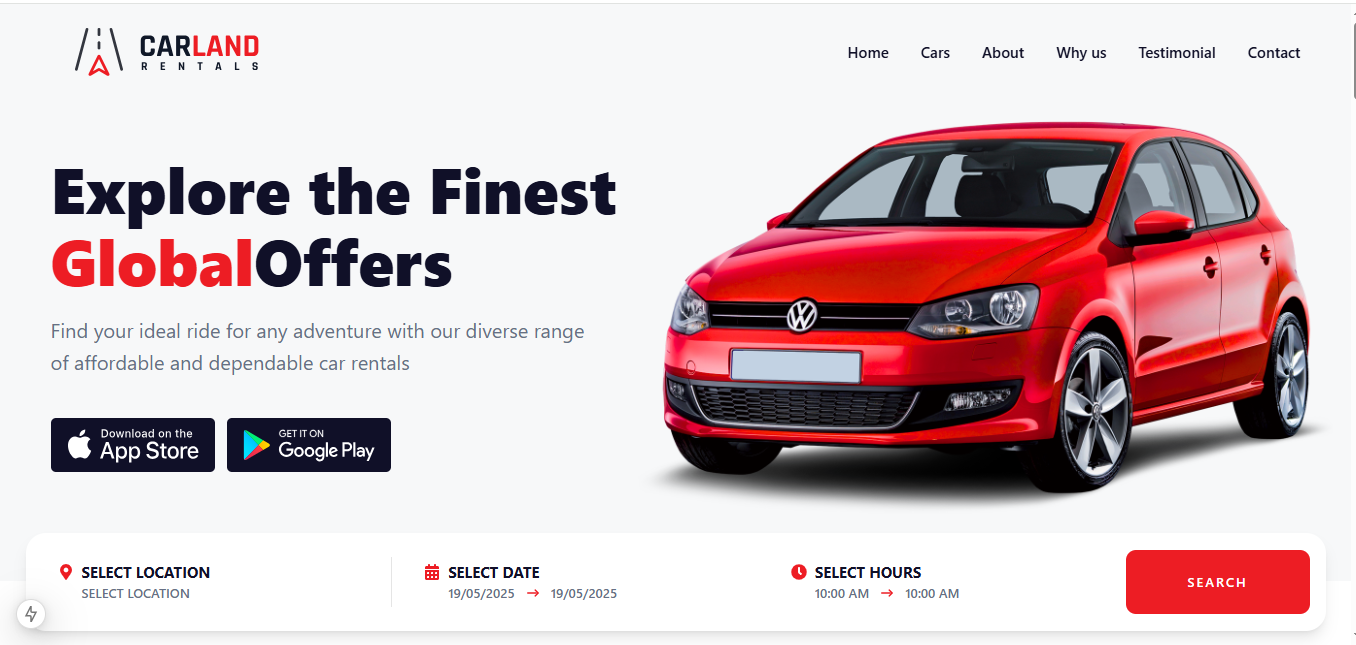 CARLAND
RENTALS
Home Cars About Why us Testimonial Contact
Explore the Finest
GlobalOffers
Find your ideal ride for any adventure with our diverse range
of affordable and dependable car rentals
Download on the
App Store
GET IT ON
Google Play
SELECT LOCATION
SELECT LOCATION
SELECT DATE
19/05/2025 → 19/05/2025
SELECT HOURS
10:00 AM → 10:00 AM
SEARCH